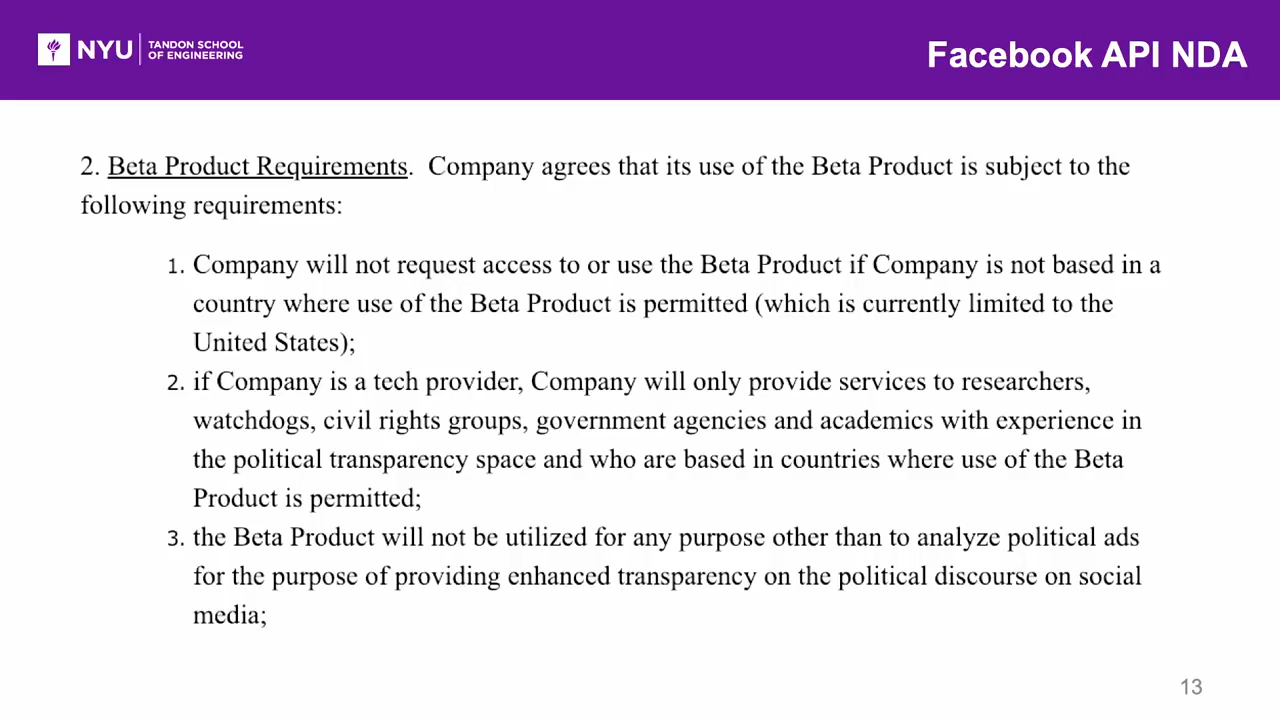 NYU
TANDON SCHOOL
OF ENGINEERING
Facebook API NDA
2. Beta Product Requirements. Company agrees that its use of the Beta Product is subject to the
following requirements:
1. Company will not request access to or use the Beta Product if Company is not based in a
country where use of the Beta Product is permitted (which is currently limited to the
United States);
2. if Company is a tech provider, Company will only provide services to researchers,
watchdogs, civil rights groups, government agencies and academics with experience in
the political transparency space and who are based in countries where use of the Beta
Product is permitted;
3. the Beta Product will not be utilized for any purpose other than to analyze political ads
for the purpose of providing enhanced transparency on the political discourse on social
media;
13